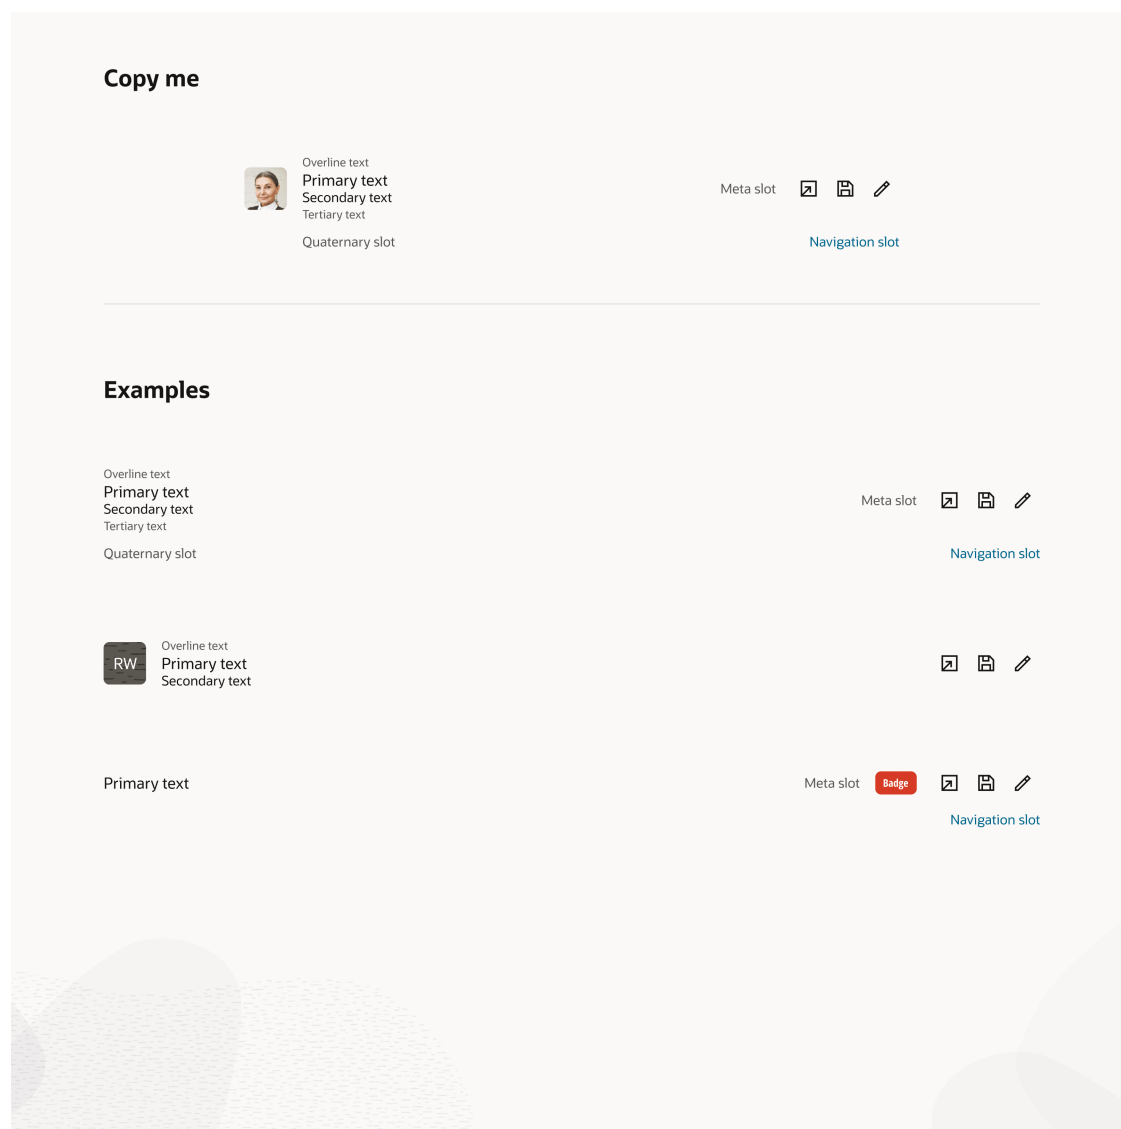 Copy me
Overline text
Primary text
Secondary text
Tertiary text
Quaternary slot
Meta slot
Navigation slot
Examples
Overline text
Primary text
Secondary text
Tertiary text
Quaternary slot
Meta slot
Navigation slot
RW
Overline text
Primary text
Secondary text
Primary text
Meta slot
Badge
Navigation slot